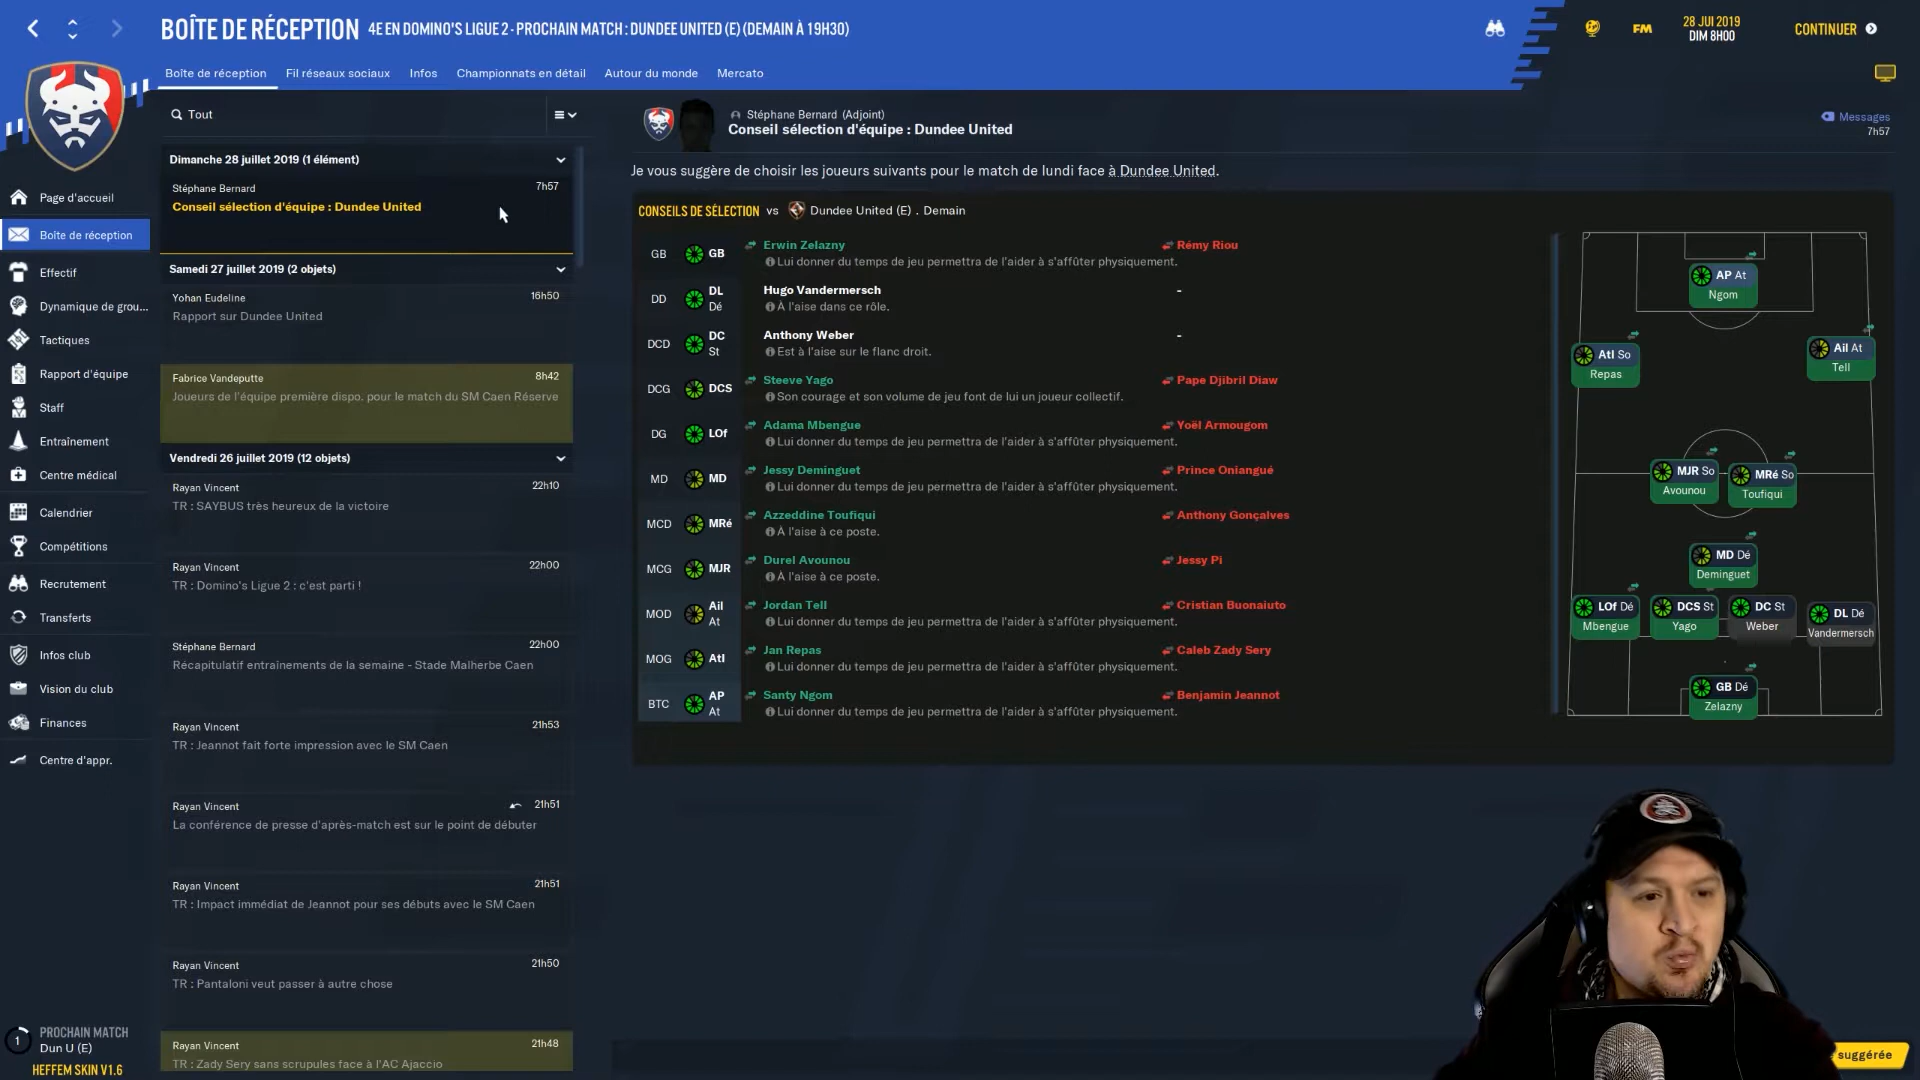 BOÎTE DE RÉCEPTION 4E EN DOMINO'S LIGUE 2 - PROCHAIN MATCH : DUNDEE UNITED (E) (DEMAIN À 19H30)
FM
28 JUI 2019
DIM 8H00
CONTINUER
Boîte de réception Fil réseaux sociaux Infos Championnats en détail Autour du monde Mercato
Page d'accueil
Boîte de réception
Effectif
Dynamique de grou...
Tactiques
Rapport d'équipe
Staff
Entraînement
Centre médical
Calendrier
Compétitions
Recrutement
Transferts
Infos club
Vision du club
Finances
Centre d'appr.
1
PROCHAIN MATCH
Dun U (E)
HEFFEM SKIN V1.6
Tout
Dimanche 28 juillet 2019 (1 élément)
Stéphane Bernard 7h57
Conseil sélection d'équipe : Dundee United
Samedi 27 juillet 2019 (2 objets)
Yohan Eudeline 16h50
Rapport sur Dundee United
Fabrice Vandeputte 8h42
Joueurs de l'équipe première dispo. pour le match du SM Caen Réserve
Vendredi 26 juillet 2019 (12 objets)
Rayan Vincent 22h10
TR : SAYBUS très heureux de la victoire
Rayan Vincent 22h00
TR : Domino's Ligue 2 : c'est parti !
Stéphane Bernard 22h00
Récapitulatif entraînements de la semaine - Stade Malherbe Caen
Rayan Vincent 21h53
TR : Jeannot fait forte impression avec le SM Caen
Rayan Vincent 21h51
La conférence de presse d'après-match est sur le point de débuter
Rayan Vincent 21h51
TR : Impact immédiat de Jeannot pour ses débuts avec le SM Caen
Rayan Vincent 21h50
TR : Pantaloni veut passer à autre chose
Rayan Vincent 21h48
TR : Zady Sery sans scrupules face à l'AC Ajaccio
Stéphane Bernard (Adjoint)
Conseil sélection d'équipe : Dundee United
Messages
7h57
Je vous suggère de choisir les joueurs suivants pour le match de lundi face à Dundee United.
CONSEILS DE SÉLECTION vs Dundee United (E) . Demain
GB GB Erwin Zelazny Rémy Riou
Lui donner du temps de jeu permettra de l'aider à s'affûter physiquement.
DD DL Dé Hugo Vandermersch -
À l'aise dans ce rôle.
DCD DC St Anthony Weber -
Est à l'aise sur le flanc droit.
DCG DCS Steeve Yago Pape Djibril Diaw
Son courage et son volume de jeu font de lui un joueur collectif.
DG LOf Adama Mbengue Yoël Armougom
Lui donner du temps de jeu permettra de l'aider à s'affûter physiquement.
MD MD Jessy Deminguet Prince Oniangué
Lui donner du temps de jeu permettra de l'aider à s'affûter physiquement.
MCD MRé Azzeddine Toufiqui Anthony Gonçalves
À l'aise à ce poste.
MCG MJR Durel Avounou Jessy Pi
À l'aise à ce poste.
MOD Ail At Jordan Tell Cristian Buonaiuto
Lui donner du temps de jeu permettra de l'aider à s'affûter physiquement.
MOG Atl Jan Repas Caleb Zady Sery
Lui donner du temps de jeu permettra de l'aider à s'affûter physiquement.
BTC AP At Santy Ngom Benjamin Jeannot
Lui donner du temps de jeu permettra de l'aider à s'affûter physiquement.
AP At
Ngom
Atl So
Repas
Ail At
Tell
MJR So
Avounou
MRé So
Toufiqui
MD Dé
Deminguet
LOf Dé
Mbengue
DCS St
Yago
DC St
Weber
DL Dé
Vandermersch
GB Dé
Zelazny
suggérée